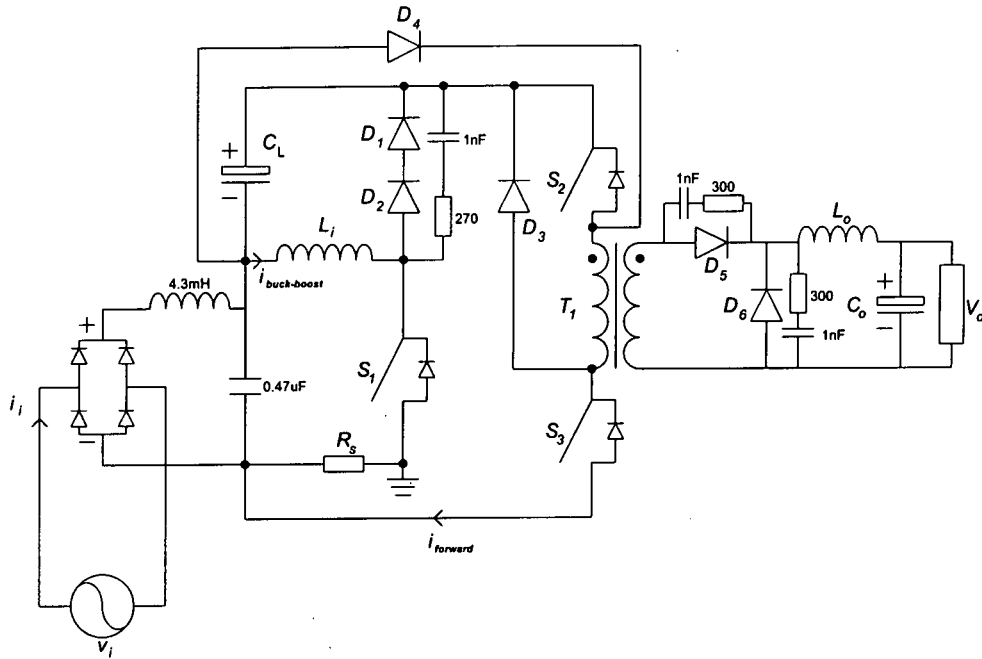 D4
+
CL
−
D1
D2
1nF
270
D3
S2
Li
ibuck-boost
4.3mH
+
−
ii
vi
0.47uF
S1
Rs
iforward
T1
S3
1nF
300
D5
D6
300
1nF
Lo
+
Co
−